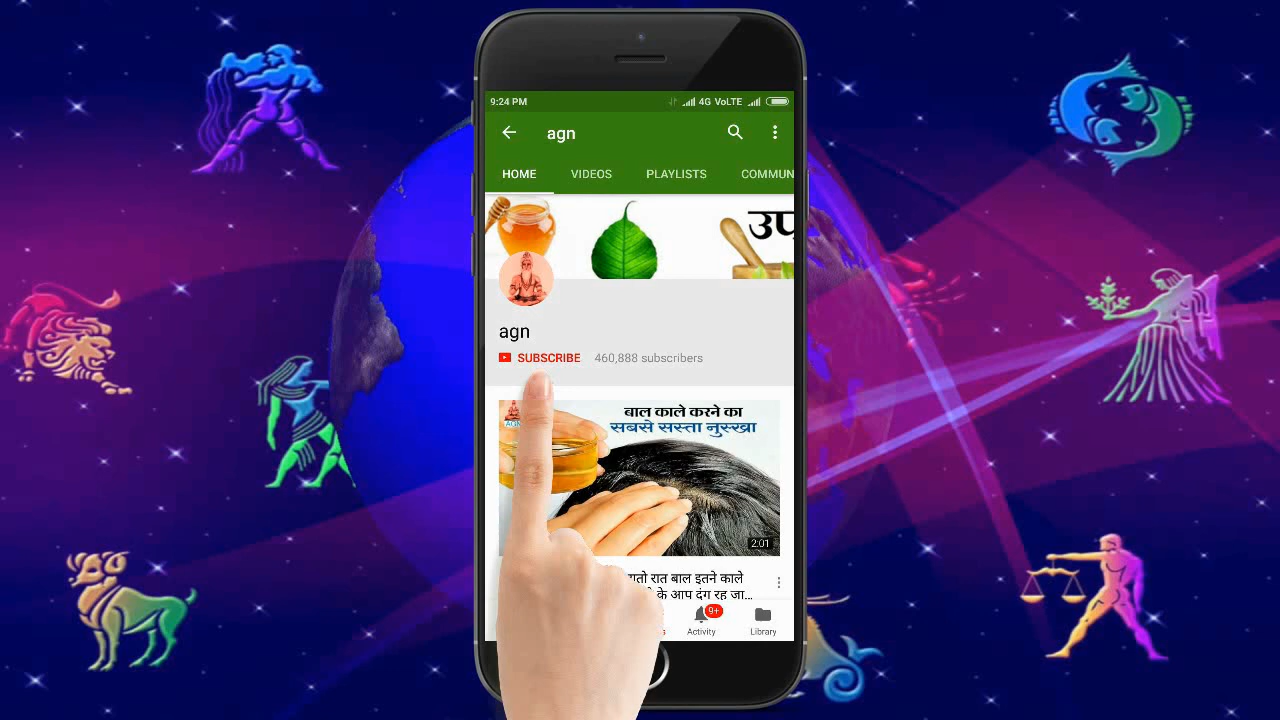 9:24 PM 4G VoLTE
agn
HOME VIDEOS PLAYLISTS COMMUN
agn
SUBSCRIBE 460,888 subscribers
AGN
बाल काले करने का
सबसे सस्ता नुस्खा
2:01
रातो रात बाल इतने काले
के आप दंग रह जा...
9+
Activity Library